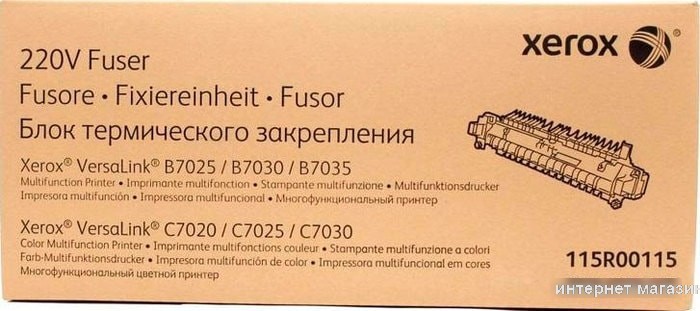 220V Fuser
xerox
Fusore • Fixiereinheit • Fusor
Блок термического закрепления
Xerox® VersaLink® B7025 / B7030 / B7035
Multifunction Printer • Imprimante multifonction • Stampante multifunzione • Multifunktionsdrucker
Impresora multifunción • Impressora multifuncional • Многофункциональный принтер
Xerox® VersaLink® C7020 / C7025 / C7030
Color Multifunction Printer • Imprimante multifonctions couleur • Stampante multifunzione a colori
Farb-Multifunktionsdrucker • Impresora multifunción de color • Impressora multifuncional em cores
Многофункциональный цветной принтер
115R00115
интернет магазин